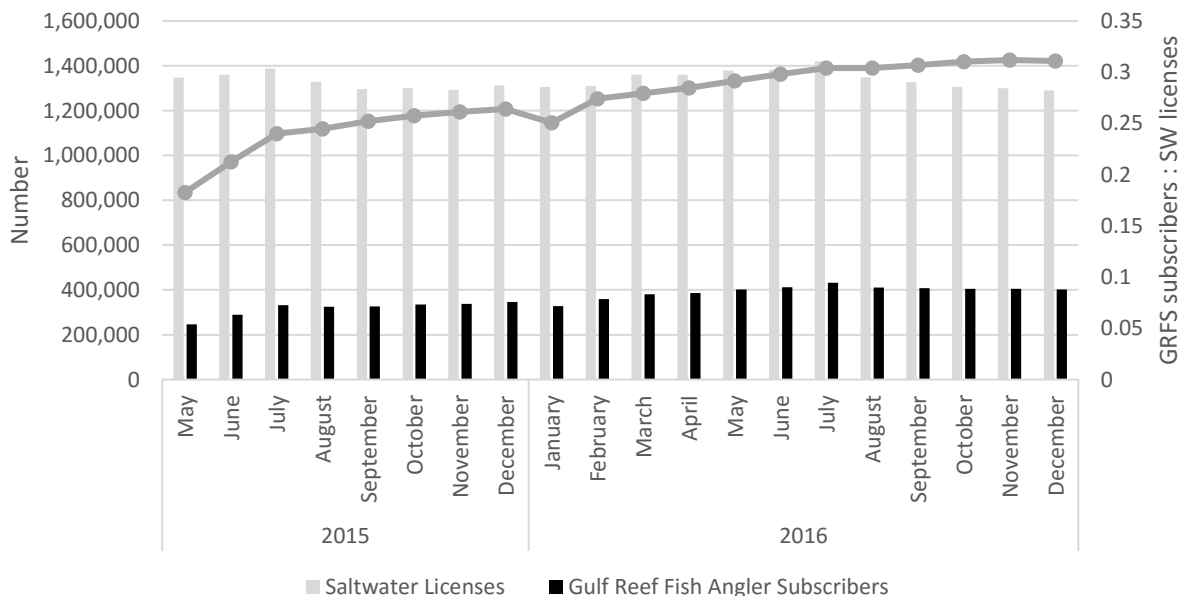 1,600,000
1,400,000
1,200,000
1,000,000
800,000
600,000
400,000
200,000
0
Number
0.35
0.3
0.25
0.2
0.15
0.1
0.05
0
GRFS subscribers : SW licenses
May
June
July
August
September
October
November
December
January
February
March
April
May
June
July
August
September
October
November
December
2015
2016
Saltwater Licenses
Gulf Reef Fish Angler Subscribers